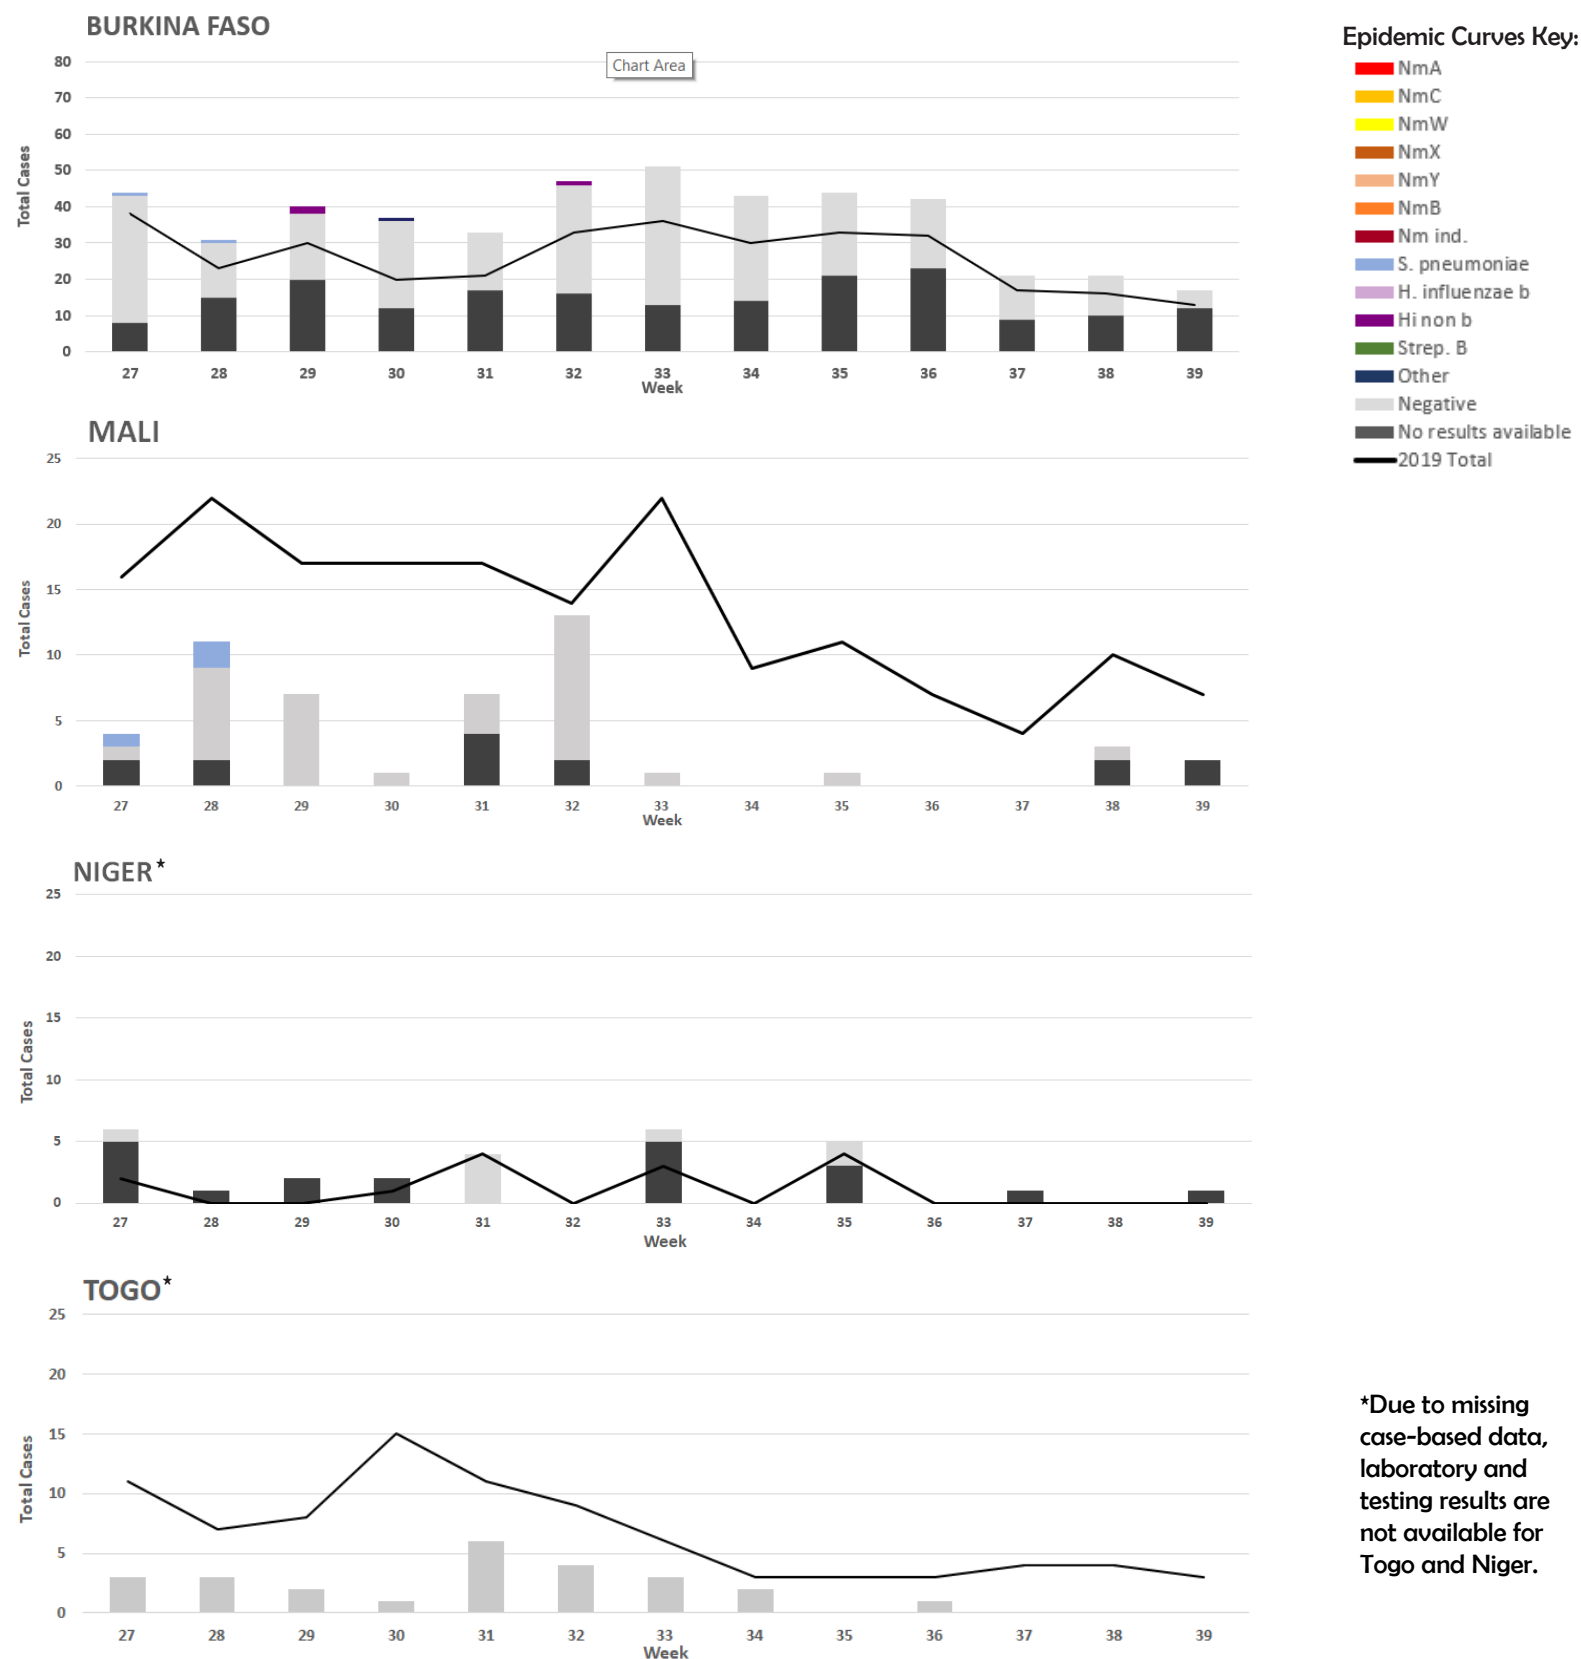 BURKINA FASO
Chart Area
80
70
60
50
40
30
20
10
0
Total Cases
27 28 29 30 31 32 33 34 35 36 37 38 39
Week
MALI
25
20
15
10
5
0
Total Cases
27 28 29 30 31 32 33 34 35 36 37 38 39
Week
NIGER*
25
20
15
10
5
0
Total Cases
27 28 29 30 31 32 33 34 35 36 37 38 39
Week
TOGO*
25
20
15
10
5
0
Total Cases
27 28 29 30 31 32 33 34 35 36 37 38 39
Week
Epidemic Curves Key:
NmA
NmC
NmW
NmX
NmY
NmB
Nm ind.
S. pneumoniae
H. influenzae b
Hi non b
Strep. B
Other
Negative
No results available
2019 Total
*Due to missing
case-based data,
laboratory and
testing results are
not available for
Togo and Niger.